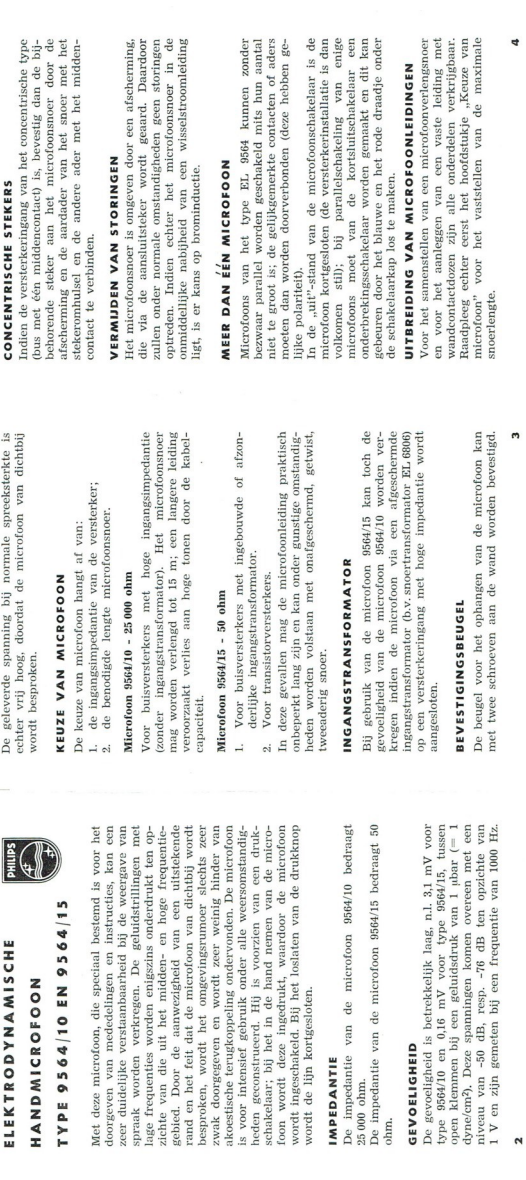 ELEKTRODYNAMISCHE
HANDMICROFOON
TYPE 9564/10 EN 9564/15
PHILIPS
Met deze microfoon, die speciaal bestemd is voor het
doorgeven van mededelingen en instructies, kan een
zeer duidelijke verstaanbaarheid bij de weergave van
spraak worden verkregen. De geluidstrillingen met
lage frequenties worden enigszins onderdrukt ten op-
zichte van die uit het midden- en hoge frequentie-
gebied. Door de aanwezigheid van een uitstekende
rand en het feit dat de microfoon van dichtbij wordt
besproken, wordt het omgevingsrumoer slechts zeer
zwak doorgegeven en wordt zeer weinig hinder van
akoestische terugkoppeling ondervonden. De microfoon
is voor intensief gebruik onder alle weersomstandig-
heden geconstrueerd. Hij is voorzien van een druk-
schakelaar; bij het in de hand nemen van de micro-
foon wordt deze ingedrukt, waardoor de microfoon
wordt ingeschakeld. Bij het loslaten van de drukknop
wordt de lijn kortgesloten.
IMPEDANTIE
De impedantie van de microfoon 9564/10 bedraagt
25 000 ohm.
De impedantie van de microfoon 9564/15 bedraagt 50
ohm.
GEVOELIGHEID
De gevoeligheid is betrekkelijk laag, n.l. 3,1 mV voor
type 9564/10 en 0,16 mV voor type 9564/15, tussen
open klemmen bij een geluidsdruk van 1 μbar (= 1
dyne/cm²). Deze spanningen komen overeen met een
niveau van -50 dB, resp. -76 dB ten opzichte van
1 V en zijn gemeten bij een frequentie van 1000 Hz.
2
De geleverde spanning bij normale spreeksterkte is
echter vrij hoog, doordat de microfoon van dichtbij
wordt besproken.
KEUZE VAN MICROFOON
De keuze van microfoon hangt af van:
1. de ingangsimpedantie van de versterker;
2. de benodigde lengte microfoonsnoer.
Microfoon 9564/10 - 25 000 ohm
Voor buisversterkers met hoge ingangsimpedantie
(zonder ingangstransformator). Het microfoonsnoer
mag worden verlengd tot 15 m; een langere leiding
veroorzaakt verlies aan hoge tonen door de kabel-
capaciteit.
Microfoon 9564/15 - 50 ohm
1. Voor buisversterkers met ingebouwde of afzon-
derlijke ingangstransformator.
2. Voor transistorversterkers.
In deze gevallen mag de microfoonleiding praktisch
onbeperkt lang zijn en kan onder gunstige omstandig-
heden worden volstaan met onafgeschermd, getwist,
tweeaderig snoer.
INGANGSTRANSFORMATOR
Bij gebruik van de microfoon 9564/15 kan toch de
gevoeligheid van de microfoon 9564/10 worden ver-
kregen indien de microfoon via een afgeschermde
ingangstransformator (b.v. snoertransformator EL 6806)
op een versterkeringang met hoge impedantie wordt
aangesloten.
BEVESTIGINGSBEUGEL
De beugel voor het ophangen van de microfoon kan
met twee schroeven aan de wand worden bevestigd.
3
CONCENTRISCHE STEKERS
Indien de versterkeringang van het concentrische type
(bus met één middencontact) is, bevestig dan de bij-
behorende steker aan het microfoonsnoer door de
afscherming en de aardader van het snoer met het
stekeromhulsel en de andere ader met het midden-
contact te verbinden.
VERMIJDEN VAN STORINGEN
Het microfoonsnoer is omgeven door een afscherming,
die via de aansluitsteker wordt geaard. Daardoor
zullen onder normale omstandigheden geen storingen
optreden. Indien echter het microfoonsnoer in de
onmiddellijke nabijheid van een wisselstroomleiding
ligt, is er kans op brominductie.
MEER DAN ÉÉN MICROFOON
Microfoons van het type EL 9564 kunnen zonder
bezwaar parallel worden geschakeld mits hun aantal
niet te groot is; de gelijkgemerkte contacten of aders
moeten dan worden doorverbonden (deze hebben ge-
lijke polariteit).
In de „uit"-stand van de microfoonschakelaar is de
microfoon kortgesloten (de versterkerinstallatie is dan
volkomen stil); bij parallelschakeling van enige
microfoons moet van de kortsluitschakelaar een
onderbrekingsschakelaar worden gemaakt en dit kan
gebeuren door het blauwe en het rode draadje onder
de schakelaarkap los te maken.
UITBREIDING VAN MICROFOONLEIDINGEN
Voor het samenstellen van een microfoonverlengsnoer
en voor het aanleggen van een vaste leiding met
wandcontactdozen zijn alle onderdelen verkrijgbaar.
Raadpleeg echter eerst het hoofdstukje „Keuze van
microfoon" voor het vaststellen van de maximale
snoerlengte.
4